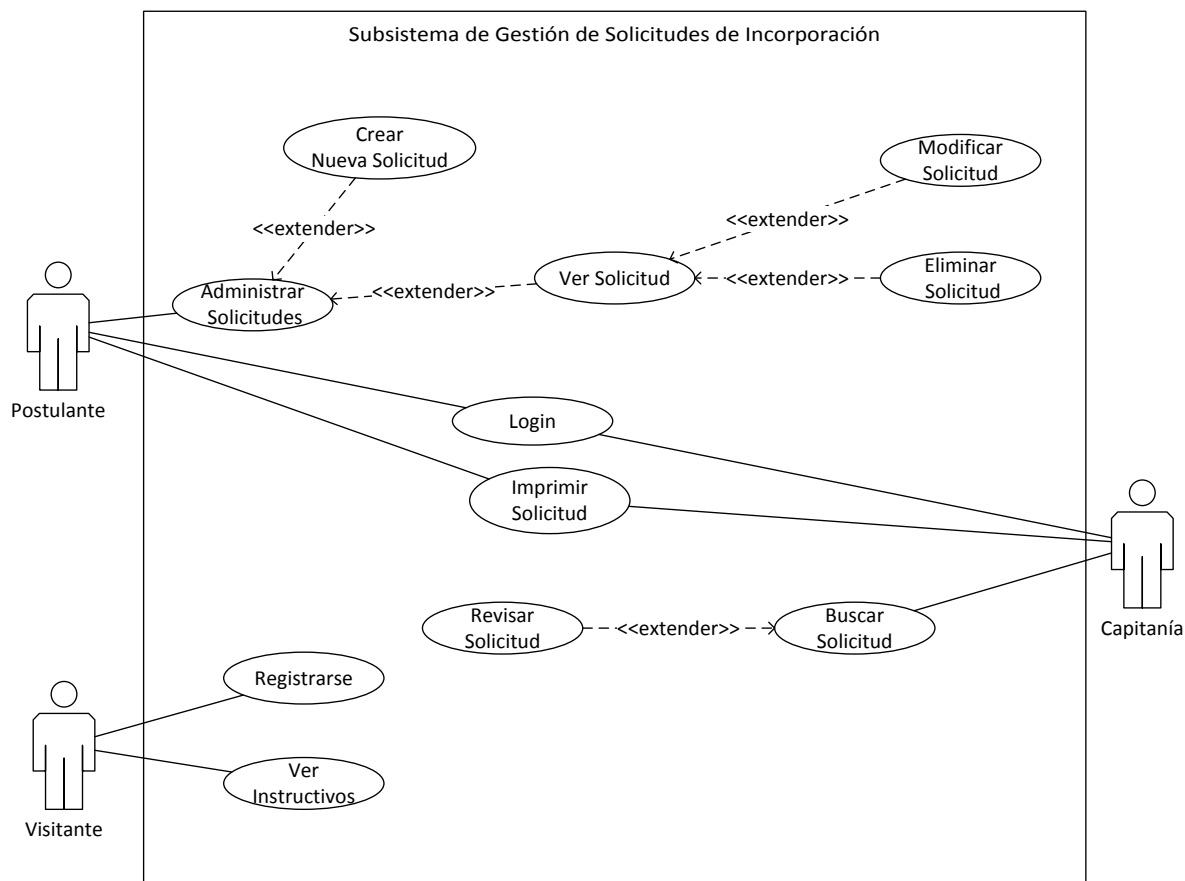 Subsistema de Gestión de Solicitudes de Incorporación
Crear
Nueva Solicitud
Modificar
Solicitud
<<extender>>
<<extender>>
Administrar
Solicitudes
<<extender>>
Ver Solicitud
<<extender>>
Eliminar
Solicitud
Postulante
Login
Imprimir
Solicitud
Revisar
Solicitud
<<extender>>
Buscar
Solicitud
Capitanía
Registrarse
Ver
Instructivos
Visitante